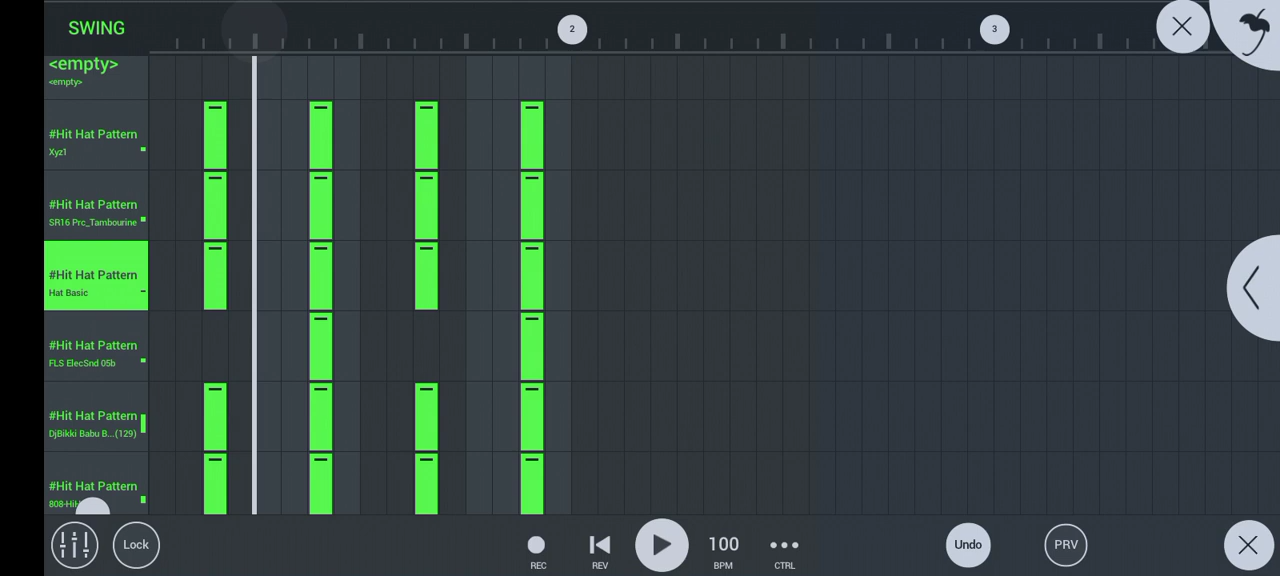 SWING
2
3
<empty>
<empty>
#Hit Hat Pattern
Xyz1
#Hit Hat Pattern
SR16 Prc_Tambourine
#Hit Hat Pattern
Hat Basic
#Hit Hat Pattern
FLS ElecSnd 05b
#Hit Hat Pattern
DjBikki Babu B...(129)
#Hit Hat Pattern
Lock
REC
REV
100
BPM
CTRL
Undo
PRV